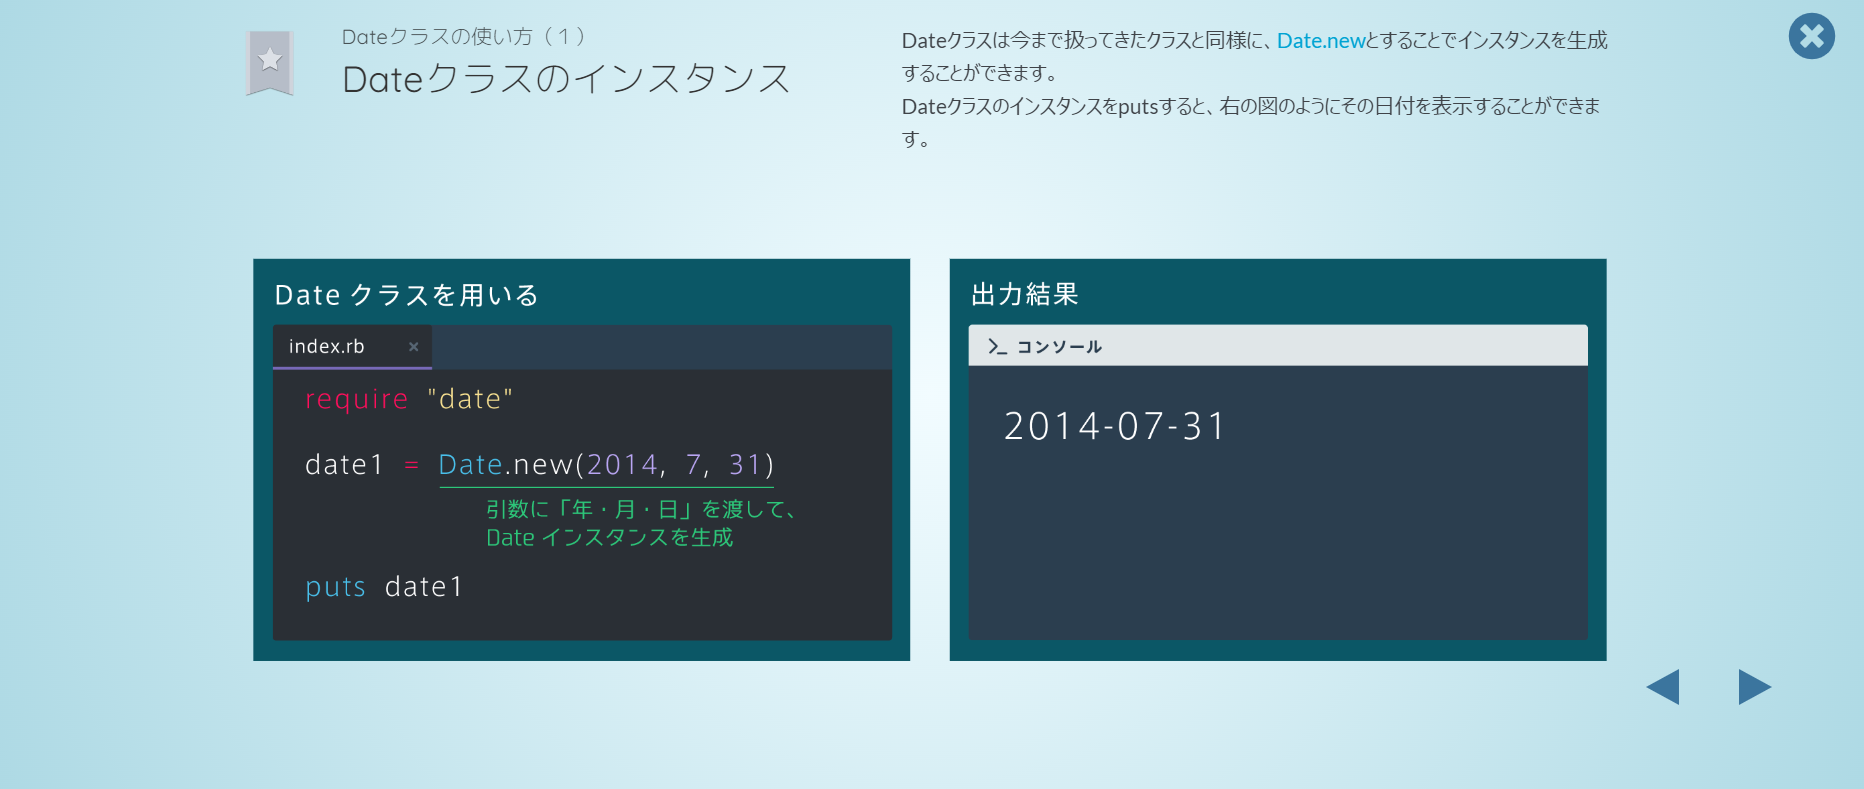 Dateクラスの使い方（１）
Dateクラスのインスタンス
Dateクラスは今まで扱ってきたクラスと同様に、Date.newとすることでインスタンスを生成
することができます。
Dateクラスのインスタンスをputsすると、右の図のようにその日付を表示することができま
す。
Date クラスを用いる
index.rb ×
require "date"
date1 = Date.new(2014, 7, 31)
引数に「年・月・日」を渡して、
Date インスタンスを生成
puts date1
出力結果
>_ コンソール
2014-07-31